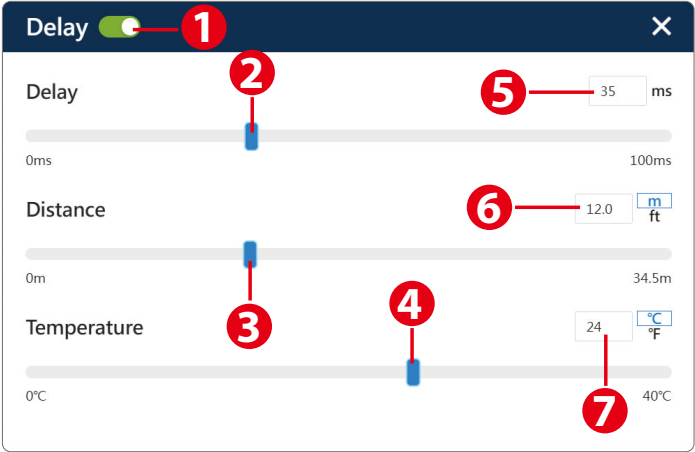 Delay 1 ×
2
Delay 5 35 ms
0ms 100ms
Distance 6 12.0 m
ft
0m 34.5m
3 4
Temperature 24 °C
°F
0°C 40°C
7